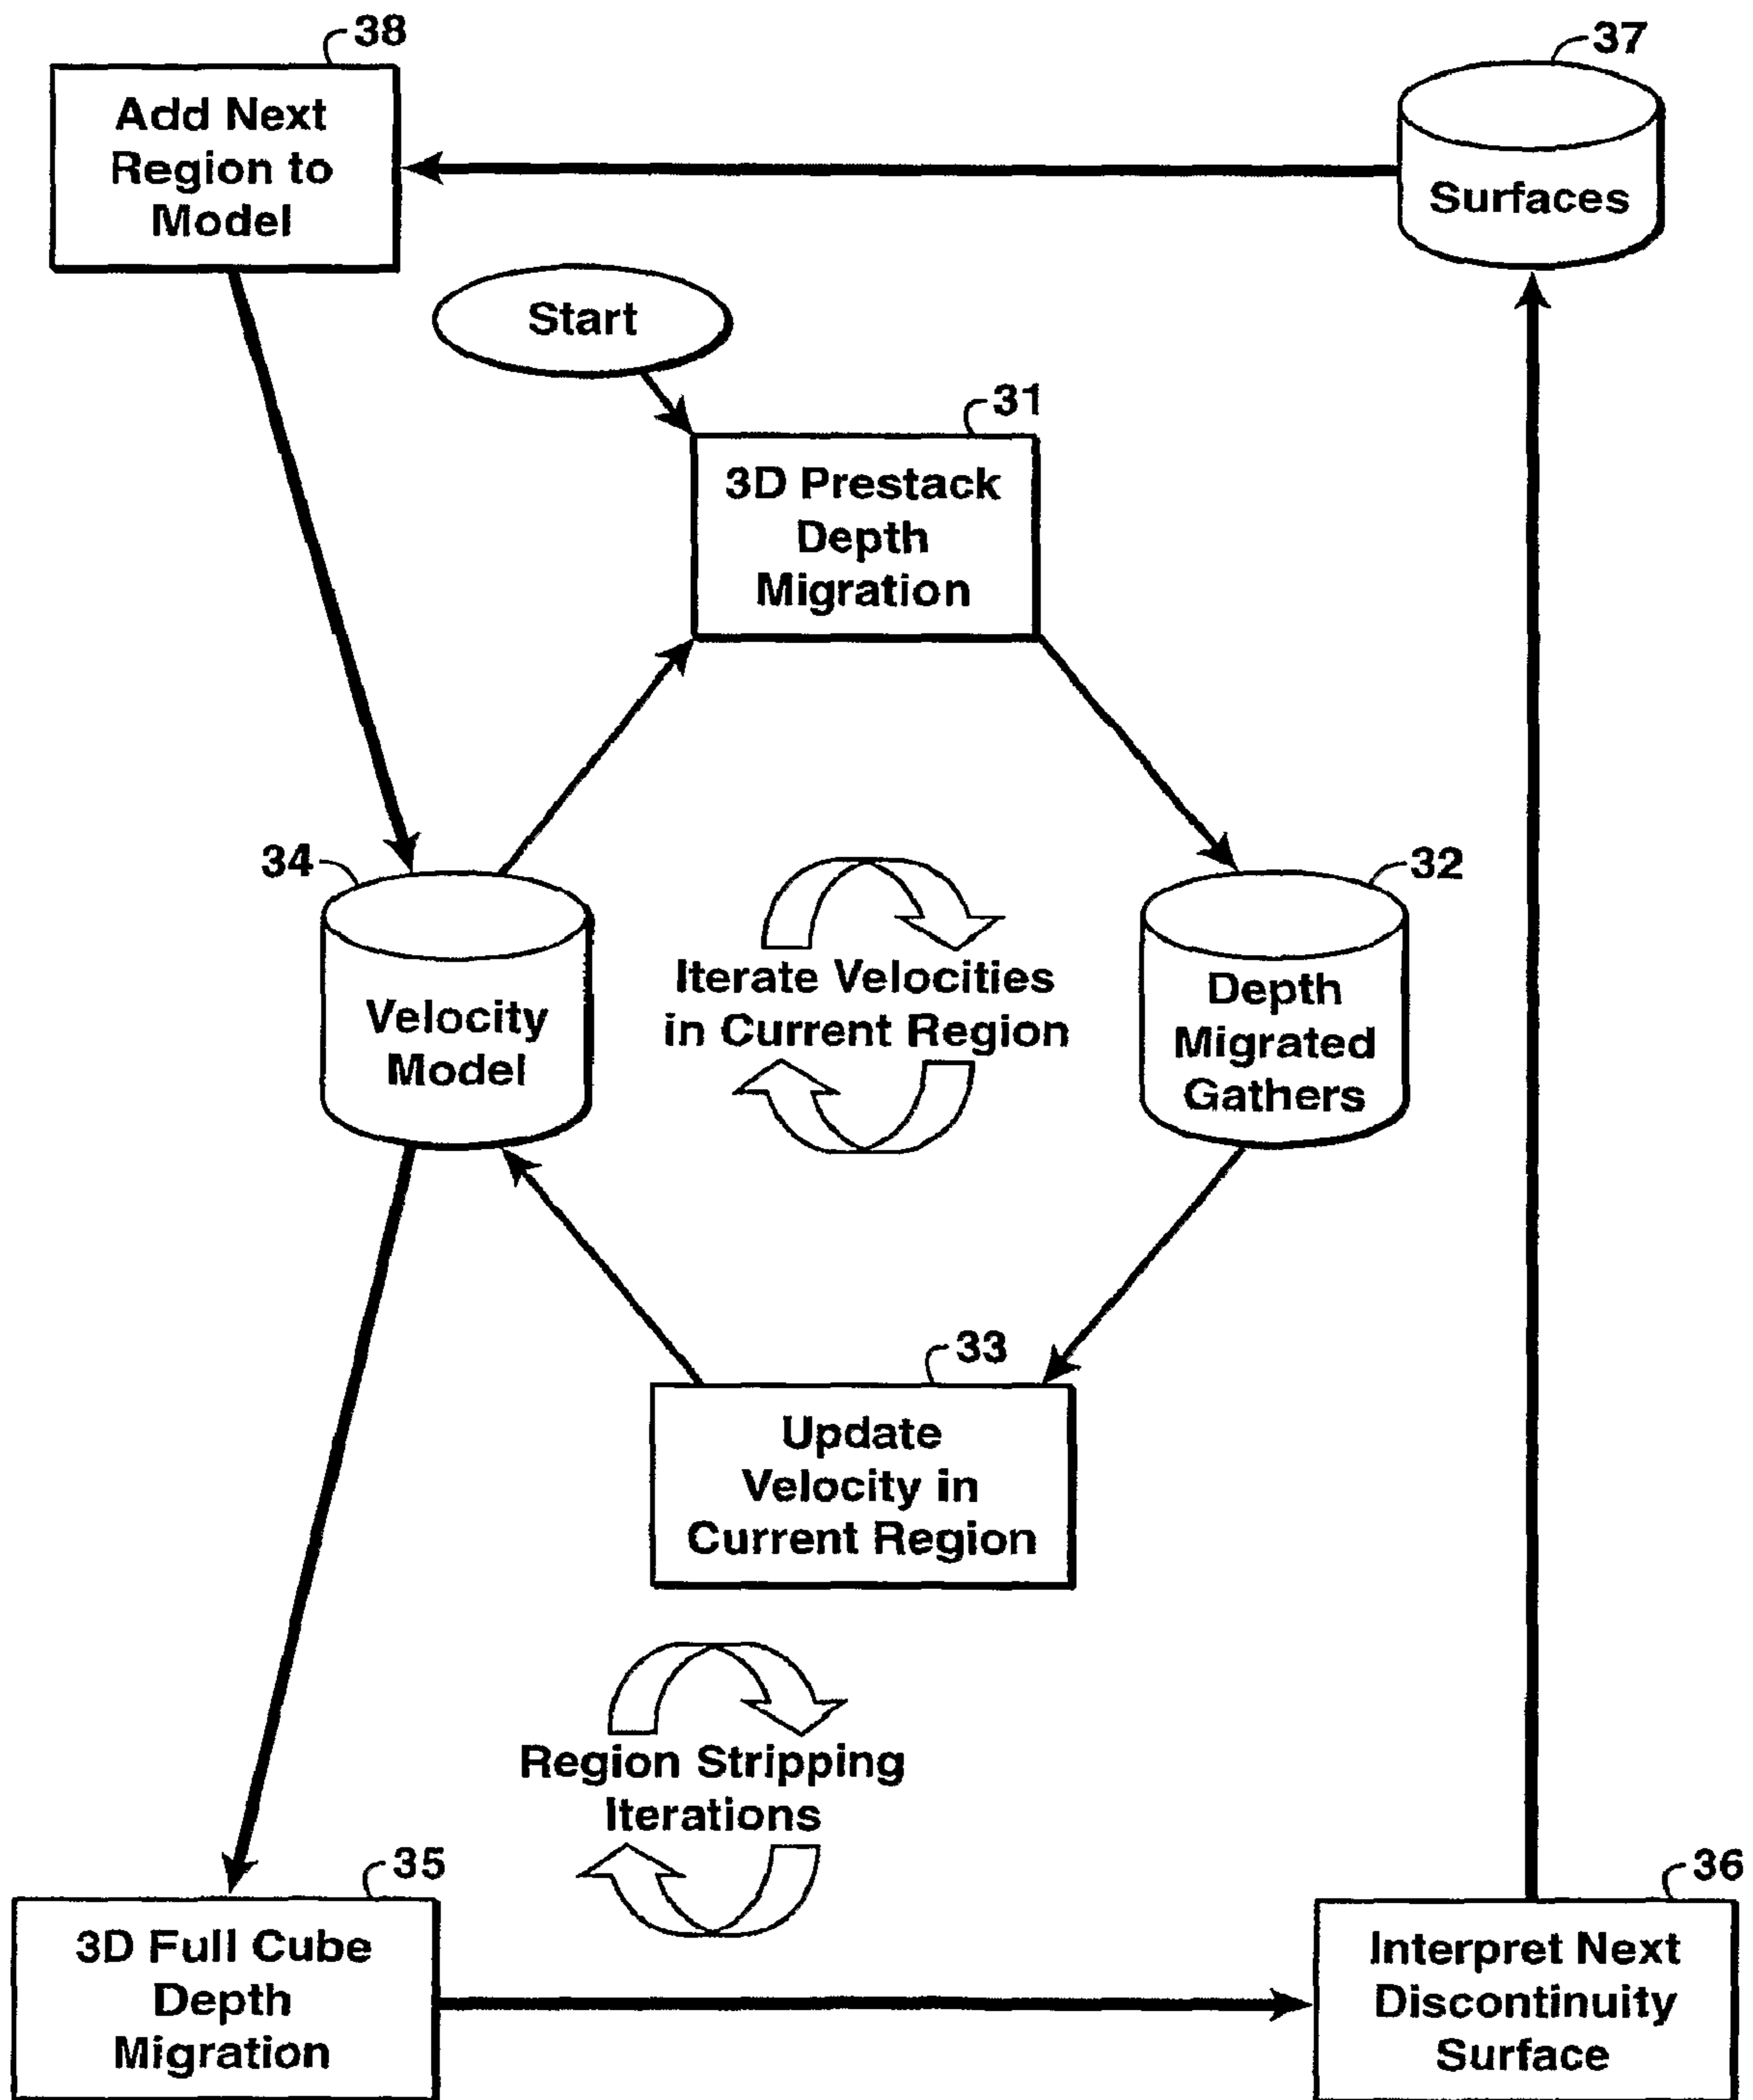 38
37
Add Next
Region to
Model
Surfaces
Start
31
3D Prestack
Depth
Migration
34
32
Velocity
Model
Iterate Velocities
in Current Region
Depth
Migrated
Gathers
33
Update
Velocity in
Current Region
Region Stripping
Iterations
35
36
3D Full Cube
Depth
Migration
Interpret Next
Discontinuity
Surface